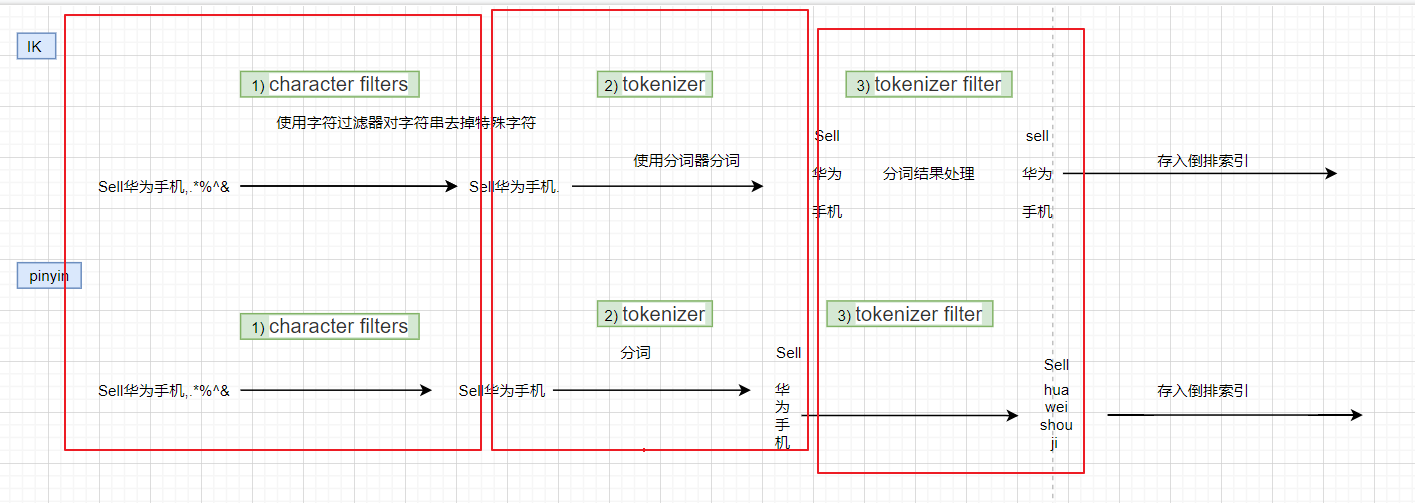 IK
1) character filters
2) tokenizer
3) tokenizer filter
使用字符过滤器对字符串去掉特殊字符
Sell华为手机,.*%^&
Sell华为手机.
使用分词器分词
Sell
华为
手机
分词结果处理
sell
华为
手机
存入倒排索引
pinyin
1) character filters
2) tokenizer
3) tokenizer filter
Sell华为手机,.*%^&
Sell华为手机
分词
Sell
华
为
手
机
Sell
hua
wei
shou
ji
存入倒排索引